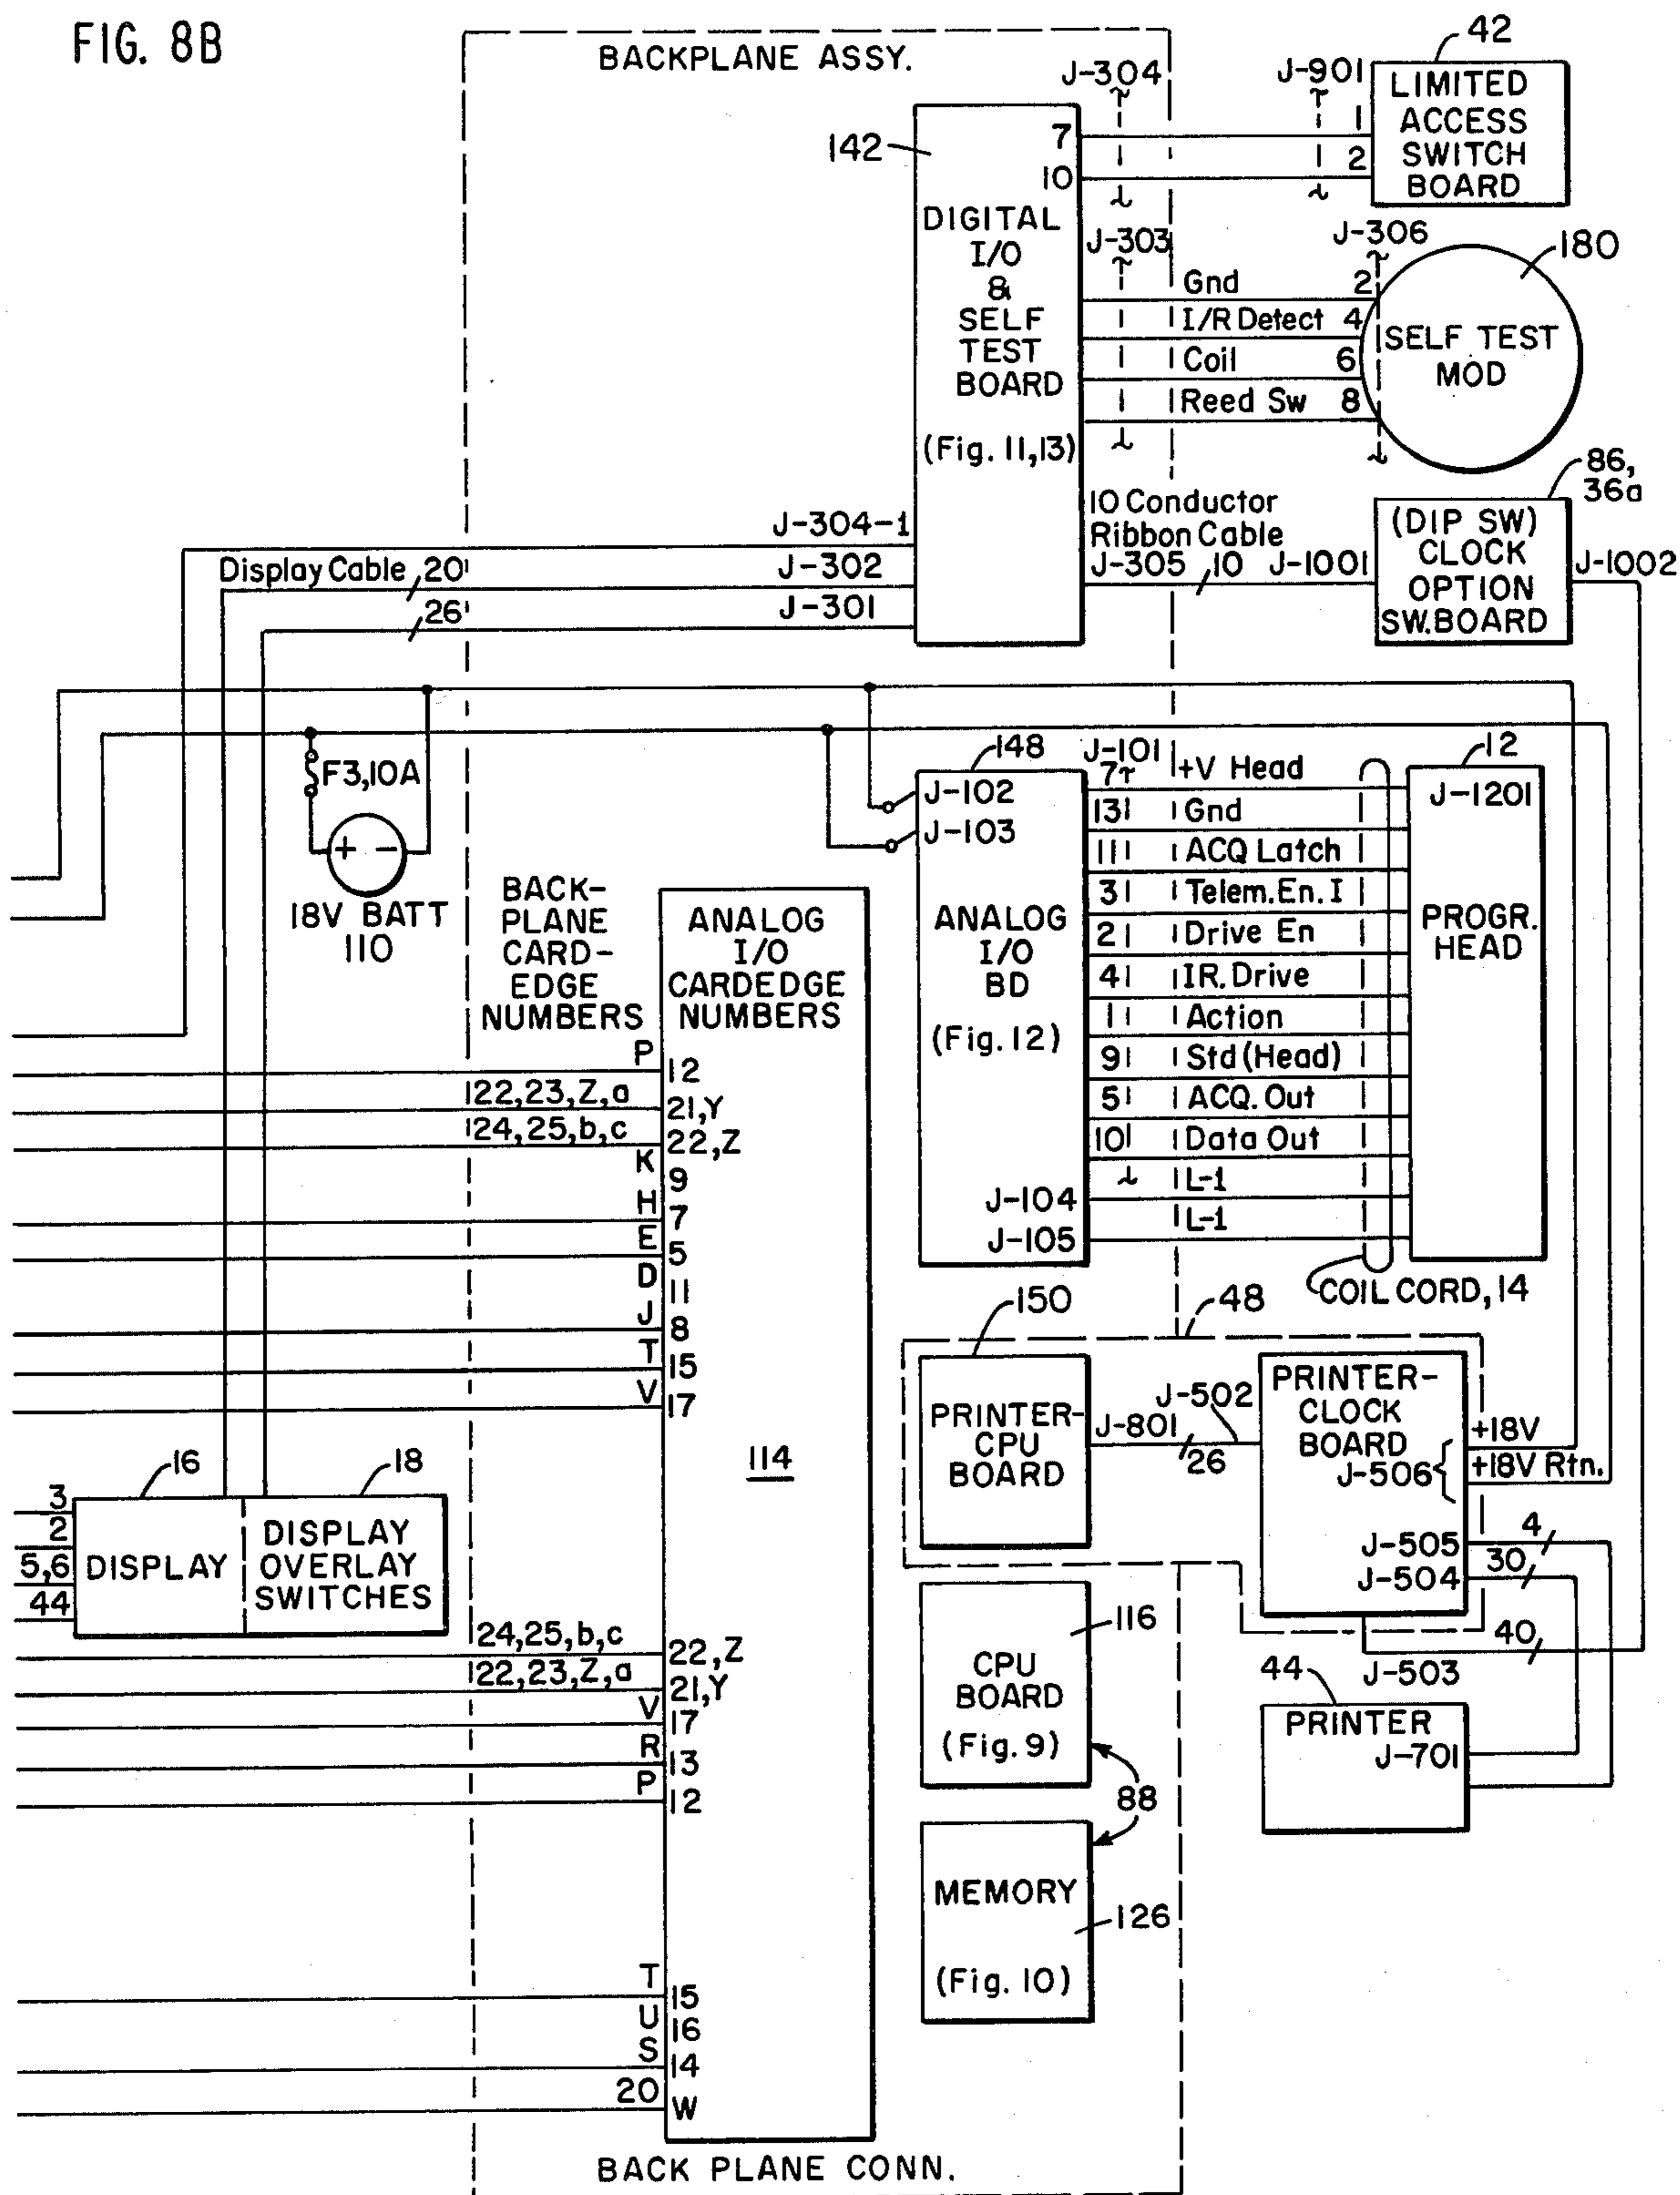 FIG. 8B
BACKPLANE ASSY.
J-304
J-901
42
LIMITED
ACCESS
SWITCH
BOARD
1
2
142
7
10
DIGITAL
I/O
&
SELF
TEST
BOARD
(Fig. 11,13)
J-303
J-306
180
Gnd 2
I/R Detect 4
Coil 6
Reed Sw 8
SELF TEST
MOD
86,
36a
10 Conductor
Ribbon Cable
J-305 10 J-1001
(DIP SW)
CLOCK
OPTION
SW.BOARD
J-1002
J-304-1
Display Cable 20
J-302
26
J-301
F3,10A
+ -
18V BATT
110
148
J-102
J-103
ANALOG
I/O
BD
(Fig. 12)
J-104
J-105
J-101
7 +V Head
13 Gnd
11 ACQ Latch
3 Telem.En.I
2 Drive En
4 IR.Drive
1 Action
9 Std (Head)
5 ACQ. Out
10 Data Out
L-1
L-1
12
J-1201
PROGR.
HEAD
COIL CORD, 14
BACK-
PLANE
CARD-
EDGE
NUMBERS
ANALOG
I/O
CARDEDGE
NUMBERS
P 12
22,23,Z,a 21,Y
24,25,b,c 22,Z
K 9
H 7
E 5
D 11
J 8
T 15
V 17
114
150
48
PRINTER-
CPU
BOARD
J-801
26
J-502
PRINTER-
CLOCK
BOARD
J-506
+18V
+18V Rtn.
J-505 4
J-504 30
40
J-503
16
18
3
2
5,6
44
DISPLAY
DISPLAY
OVERLAY
SWITCHES
24,25,b,c 22,Z
22,23,Z,a 21,Y
V 17
R 13
P 12
116
CPU
BOARD
(Fig. 9)
88
44
PRINTER
J-701
MEMORY
126
(Fig. 10)
T 15
U 16
S 14
20 W
BACK PLANE CONN.